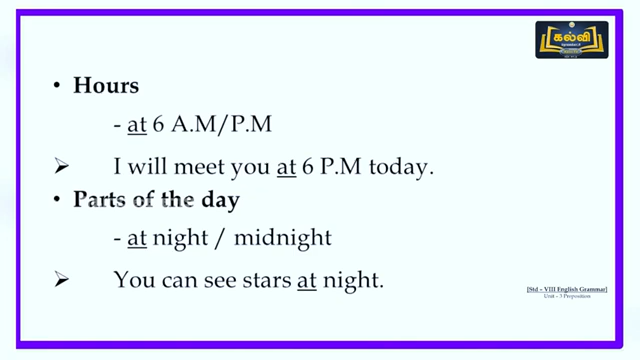 கல்வி
• Hours
- at 6 A.M/P.M
➢ I will meet you at 6 P.M today.
• Parts of the day
- at night / midnight
➢ You can see stars at night.
[Std – VIII English Grammar]
Unit – 3 Preposition